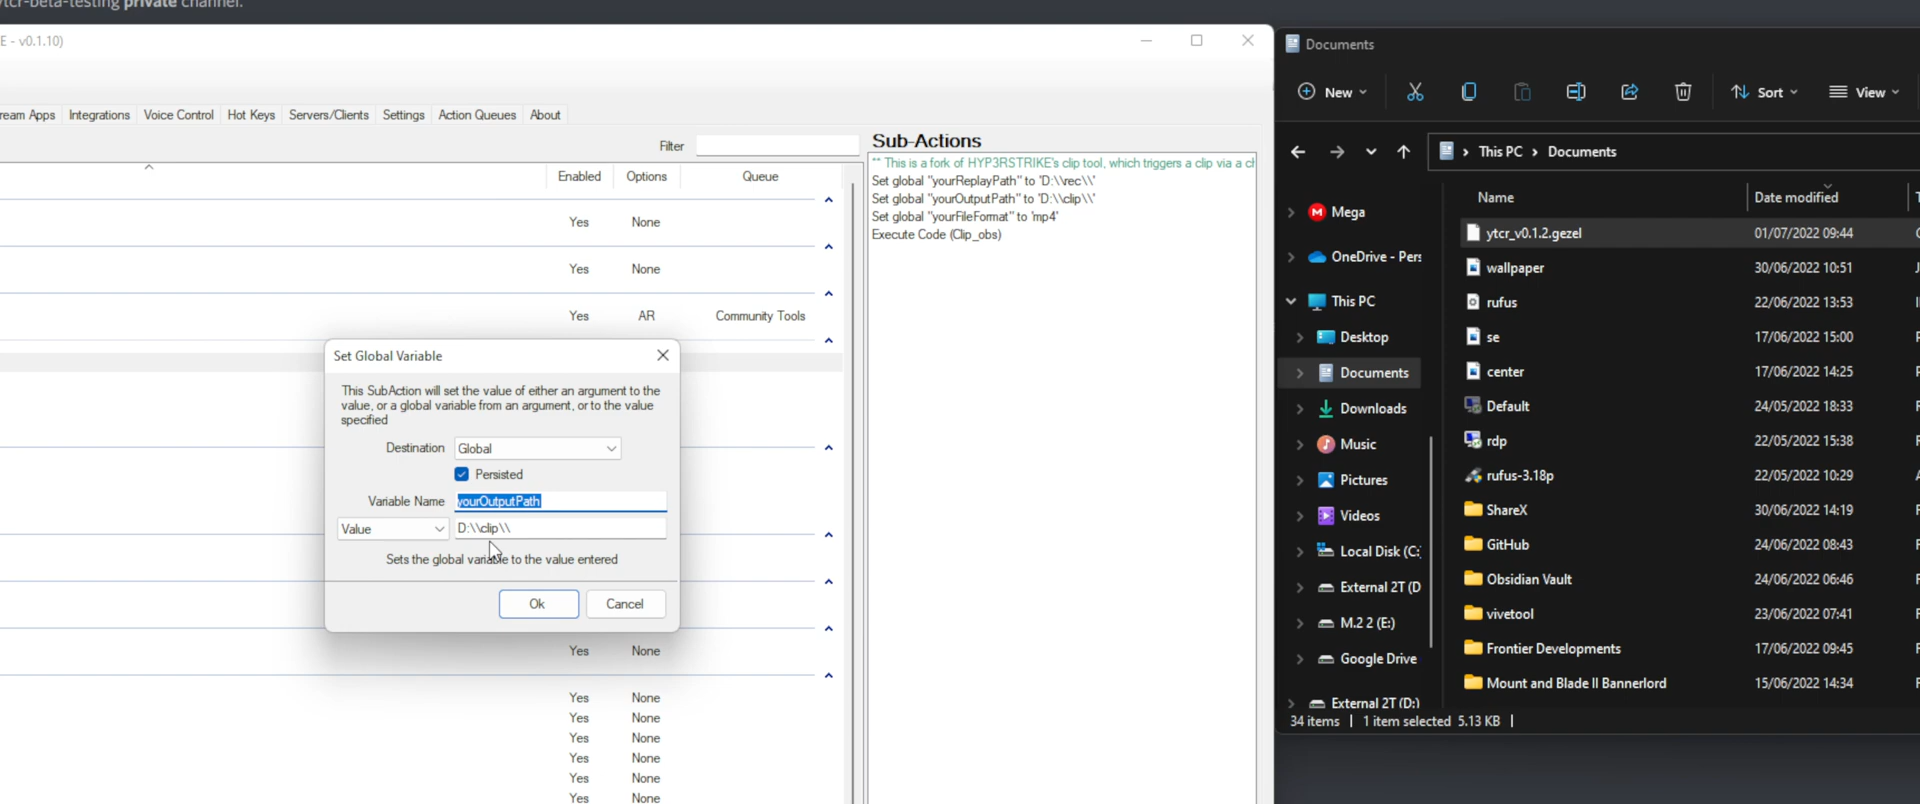 ytcr-beta-testing private channel.
E - v0.1.10)
ream Apps Integrations Voice Control Hot Keys Servers/Clients Settings Action Queues About
Filter
Enabled Options Queue
Yes None
Yes None
Yes AR Community Tools
Set Global Variable
This SubAction will set the value of either an argument to the
value, or a global variable from an argument, or to the value
specified
Destination Global
Persisted
Variable Name yourOutputPath
Value D:\\clip\\
Sets the global variable to the value entered
Ok Cancel
Yes None
Yes None
Yes None
Yes None
Yes None
Yes None
Yes None
Sub-Actions
** This is a fork of HYP3RSTRIKE's clip tool, which triggers a clip via a ch
Set global "yourReplayPath" to 'D:\\rec\\'
Set global "yourOutputPath" to 'D:\\clip\\'
Set global "yourFileFormat" to 'mp4'
Execute Code (Clip_obs)
Documents
New Sort View
This PC Documents
Mega
OneDrive - Pers
This PC
Desktop
Documents
Downloads
Music
Pictures
Videos
Local Disk (C:
External 2T (D
M.2 2 (E:)
Google Drive
External 2T (D:)
Name Date modified
ytcr_v0.1.2.gezel 01/07/2022 09:44
wallpaper 30/06/2022 10:51
rufus 22/06/2022 13:53
se 17/06/2022 15:00
center 17/06/2022 14:25
Default 24/05/2022 18:33
rdp 22/05/2022 15:38
rufus-3.18p 22/05/2022 10:29
ShareX 30/06/2022 14:19
GitHub 24/06/2022 08:43
Obsidian Vault 24/06/2022 06:46
vivetool 23/06/2022 07:41
Frontier Developments 17/06/2022 09:45
Mount and Blade II Bannerlord 15/06/2022 14:34
34 items 1 item selected 5.13 KB